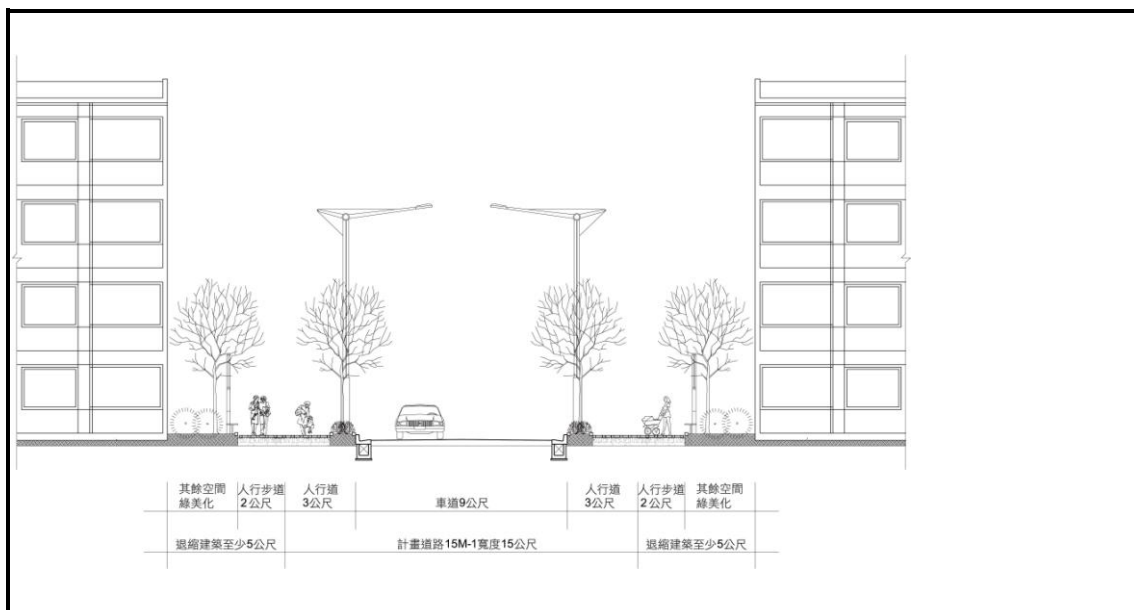 其餘空間
綠美化
人行步道
2公尺
人行道
3公尺
車道9公尺
人行道
3公尺
人行步道
2公尺
其餘空間
綠美化
退縮建築至少5公尺
計畫道路15M-1寬度15公尺
退縮建築至少5公尺